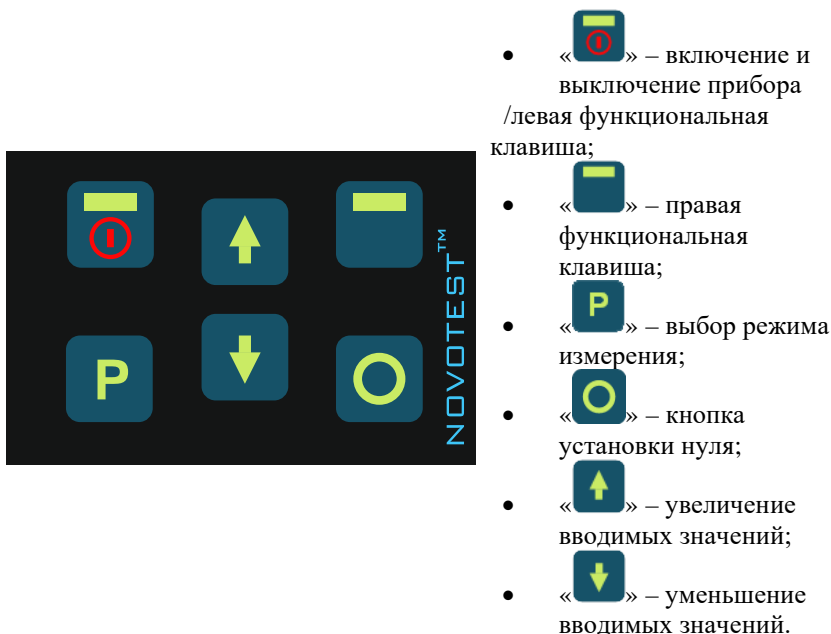 P
NOVOTEST™
• «» – включение и
выключение прибора
/левая функциональная
клавиша;
• «» – правая
функциональная
клавиша;
• «P» – выбор режима
измерения;
• «» – кнопка
установки нуля;
• «» – увеличение
вводимых значений;
• «» – уменьшение
вводимых значений.